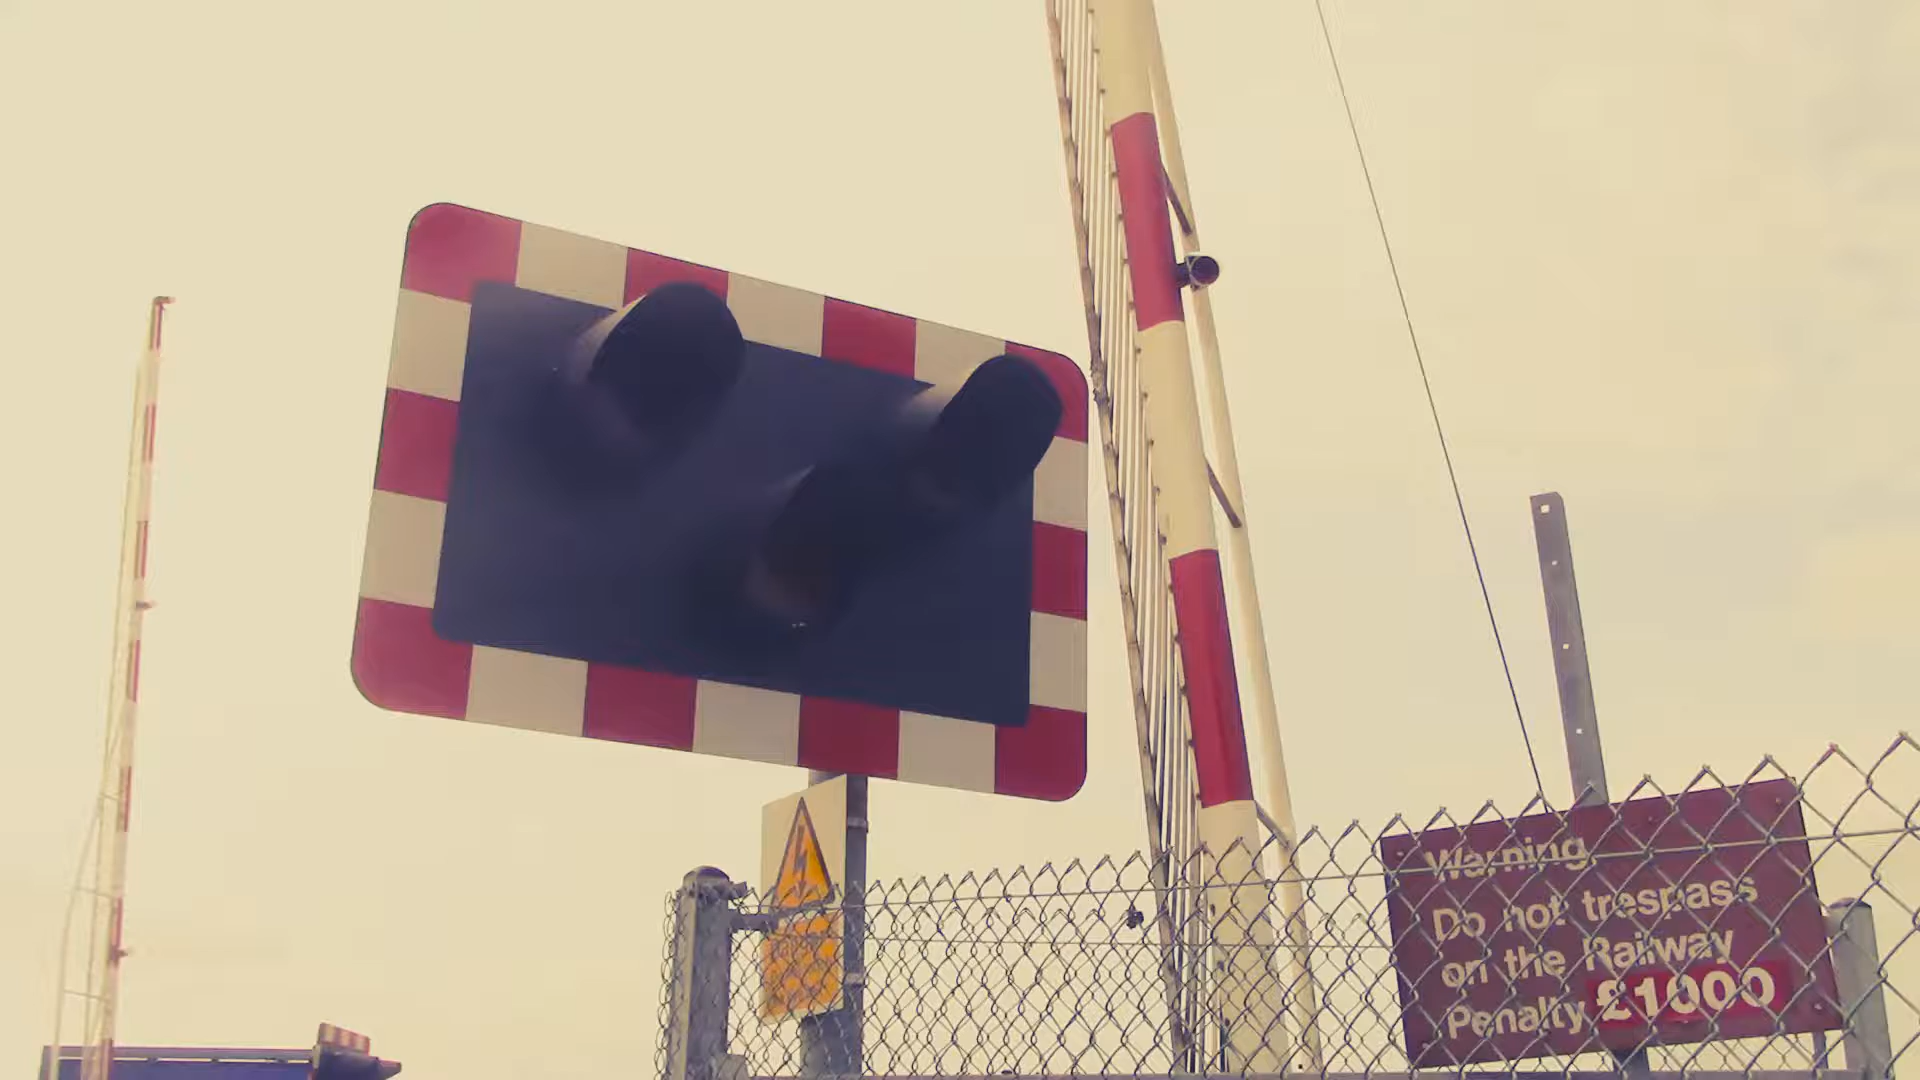 Warning
Do not trespass
on the Railway
Penalty £1000